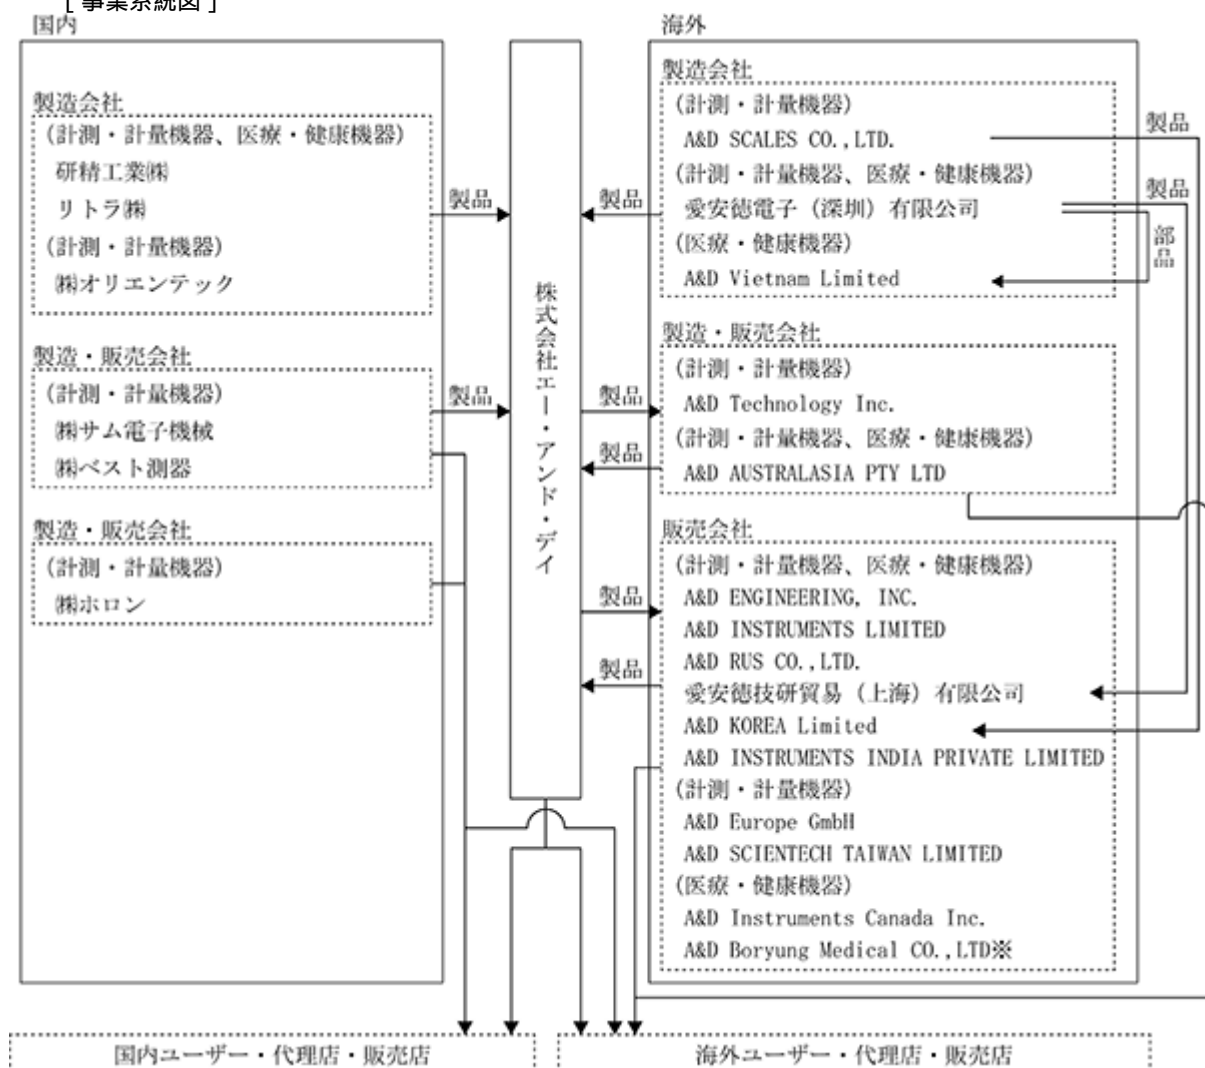 [事業系統図]
国内
製造会社
(計測・計量機器、医療・健康機器)
研精工業㈱
リトラ㈱
(計測・計量機器)
㈱オリエンテック
製品
製造・販売会社
(計測・計量機器)
㈱サム電子機械
㈱ベスト測器
製品
製造・販売会社
(計測・計量機器)
㈱ホロン
株式会社エー・アンド・デイ
海外
製造会社
(計測・計量機器)
A&D SCALES CO.,LTD.
(計測・計量機器、医療・健康機器)
愛安徳電子（深圳）有限公司
(医療・健康機器)
A&D Vietnam Limited
製品
製品
製品
部品
製造・販売会社
(計測・計量機器)
A&D Technology Inc.
(計測・計量機器、医療・健康機器)
A&D AUSTRALASIA PTY LTD
製品
製品
販売会社
(計測・計量機器、医療・健康機器)
A&D ENGINEERING, INC.
A&D INSTRUMENTS LIMITED
A&D RUS CO.,LTD.
愛安徳技研貿易（上海）有限公司
A&D KOREA Limited
A&D INSTRUMENTS INDIA PRIVATE LIMITED
(計測・計量機器)
A&D Europe GmbH
A&D SCIENTECH TAIWAN LIMITED
(医療・健康機器)
A&D Instruments Canada Inc.
A&D Boryung Medical CO.,LTD※
製品
製品
国内ユーザー・代理店・販売店
海外ユーザー・代理店・販売店